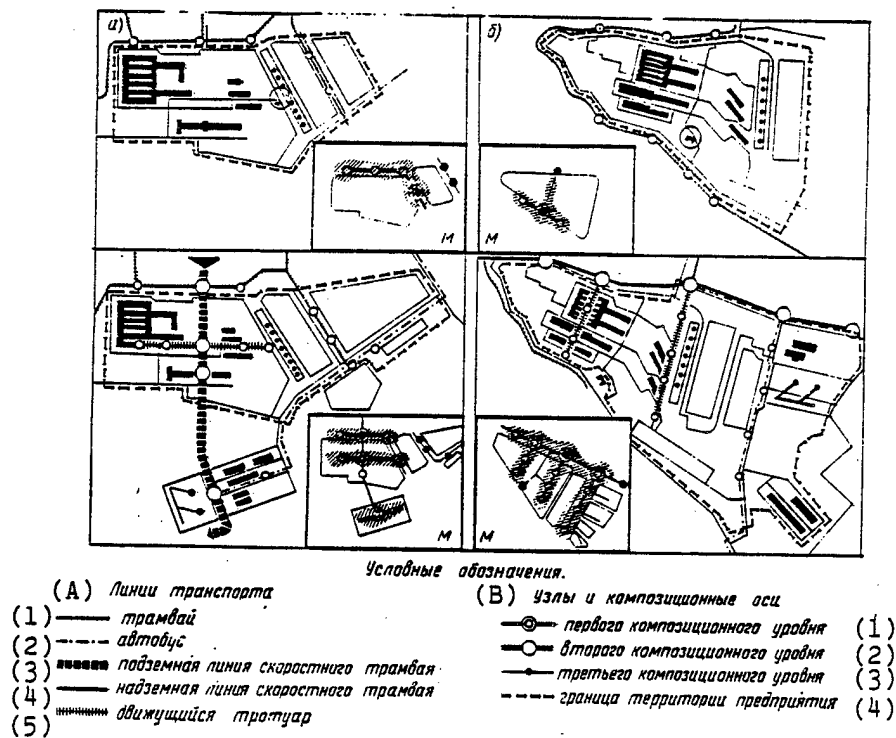 а)
б)
М
М
М
М
Условные обозначения.
(A) Линии транспорта
(1) трамвай
(2) автобус
(3) подземная линия скоростного трамвая
(4) надземная линия скоростного трамвая
(5) движущийся тротуар
(B) Узлы и композиционные оси
первого композиционного уровня (1)
второго композиционного уровня (2)
третьего композиционного уровня (3)
граница территории предприятия (4)